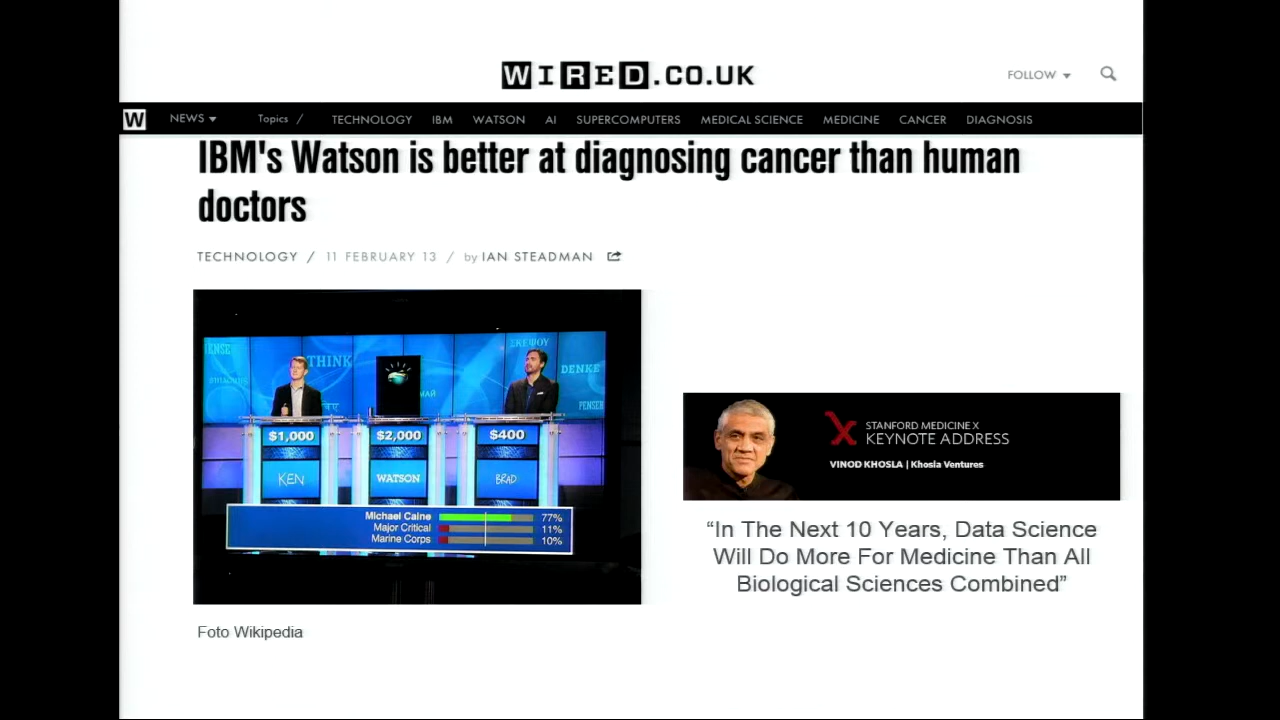 WIRED.CO.UK
FOLLOW
W NEWS Topics / TECHNOLOGY IBM WATSON AI SUPERCOMPUTERS MEDICAL SCIENCE MEDICINE CANCER DIAGNOSIS
IBM's Watson is better at diagnosing cancer than human
doctors
TECHNOLOGY / 11 FEBRUARY 13 / by IAN STEADMAN
ΣΚΕΨΟΥ
THINK
DENKE
PENSER
$1,000 $2,000 $400
KEN WATSON BRAD
Michael Caine 77%
Major Critical 11%
Marine Corps 10%
Foto Wikipedia
X STANFORD MEDICINE X
KEYNOTE ADDRESS
VINOD KHOSLA | Khosla Ventures
“In The Next 10 Years, Data Science
Will Do More For Medicine Than All
Biological Sciences Combined”